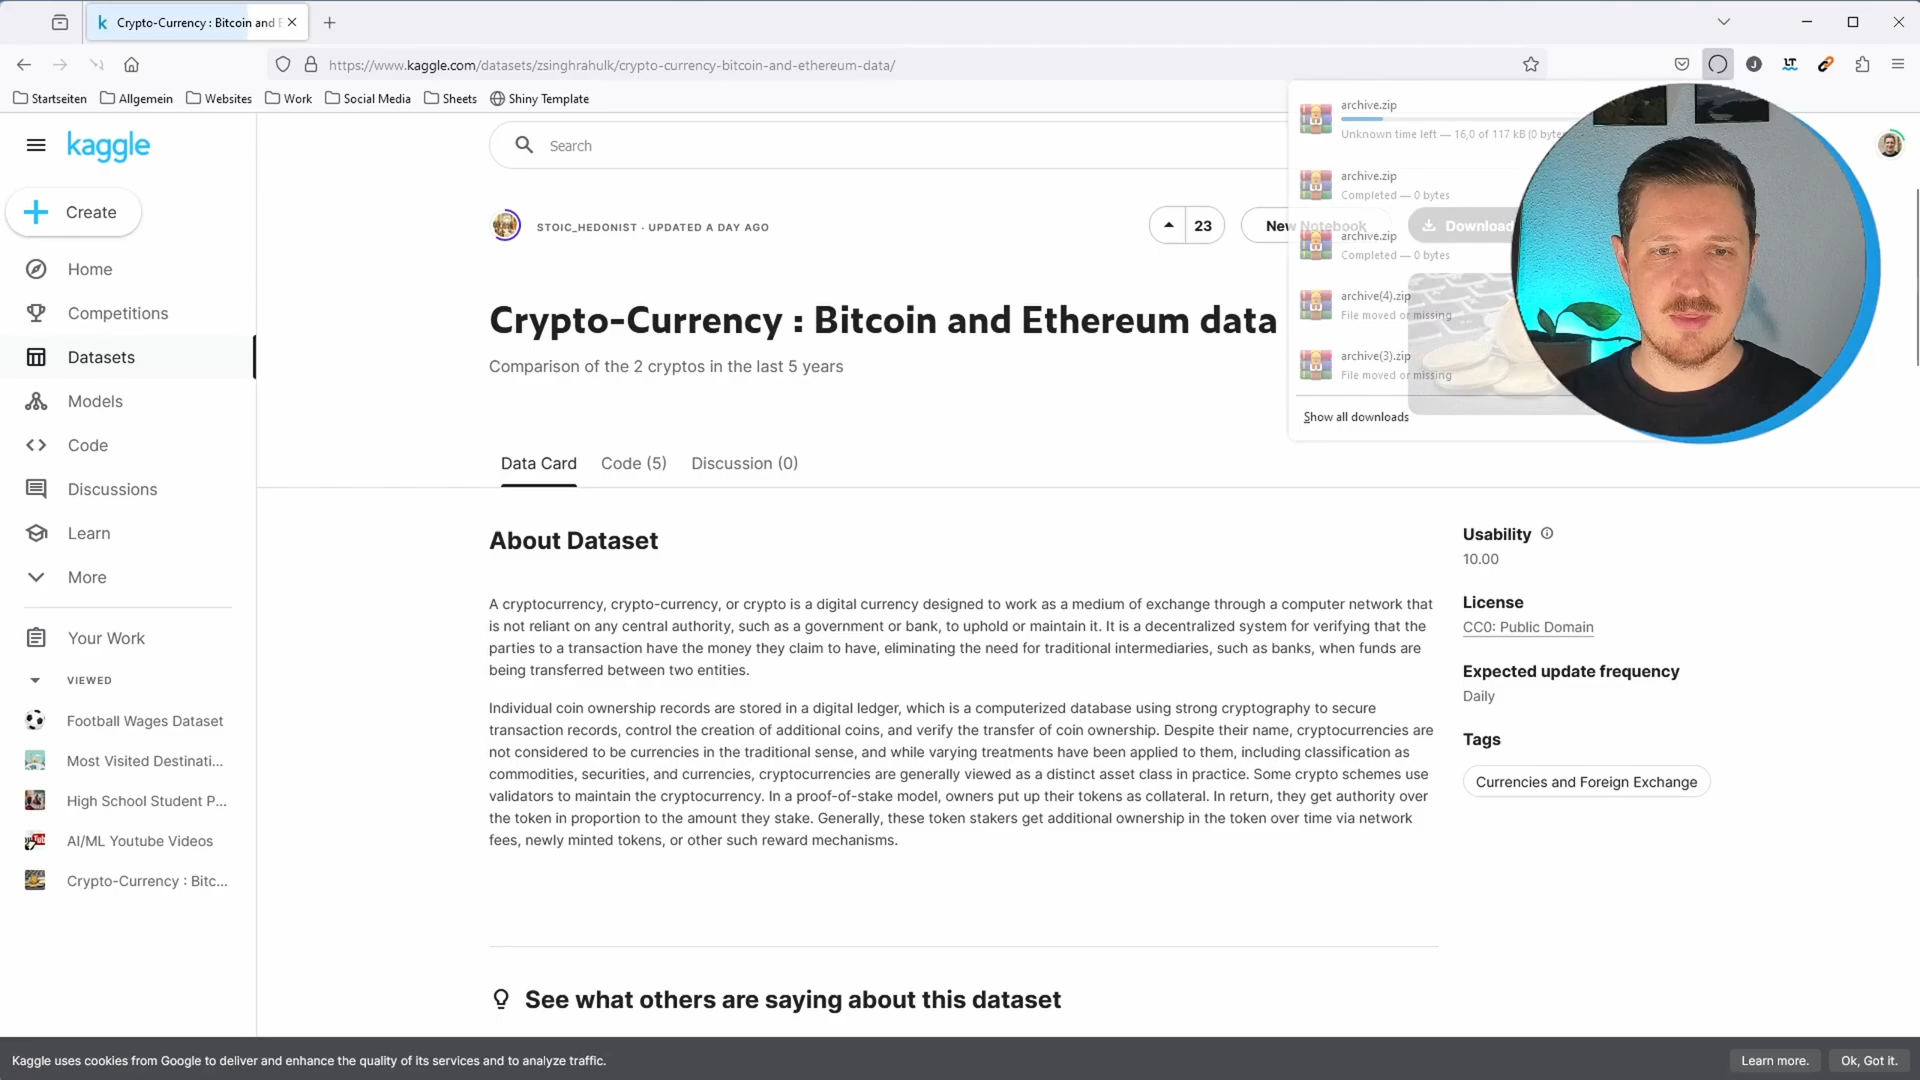 Crypto-Currency : Bitcoin and E
https://www.kaggle.com/datasets/zsinghrahulk/crypto-currency-bitcoin-and-ethereum-data/
Startseiten
Allgemein
Websites
Work
Social Media
Sheets
Shiny Template
kaggle
Search
Create
Home
Competitions
Datasets
Models
Code
Discussions
Learn
More
Your Work
VIEWED
Football Wages Dataset
Most Visited Destinati...
High School Student P...
AI/ML Youtube Videos
Crypto-Currency : Bitc...
archive.zip
Unknown time left — 16,0 of 117 kB (0 byte
archive.zip
Completed — 0 bytes
archive.zip
Completed — 0 bytes
archive(4).zip
File moved or missing
archive(3).zip
File moved or missing
Show all downloads
STOIC_HEDONIST · UPDATED A DAY AGO
23
New Notebook
Download
Crypto-Currency : Bitcoin and Ethereum data
Comparison of the 2 cryptos in the last 5 years
Data Card
Code (5)
Discussion (0)
About Dataset
A cryptocurrency, crypto-currency, or crypto is a digital currency designed to work as a medium of exchange through a computer network that
is not reliant on any central authority, such as a government or bank, to uphold or maintain it. It is a decentralized system for verifying that the
parties to a transaction have the money they claim to have, eliminating the need for traditional intermediaries, such as banks, when funds are
being transferred between two entities.
Individual coin ownership records are stored in a digital ledger, which is a computerized database using strong cryptography to secure
transaction records, control the creation of additional coins, and verify the transfer of coin ownership. Despite their name, cryptocurrencies are
not considered to be currencies in the traditional sense, and while varying treatments have been applied to them, including classification as
commodities, securities, and currencies, cryptocurrencies are generally viewed as a distinct asset class in practice. Some crypto schemes use
validators to maintain the cryptocurrency. In a proof-of-stake model, owners put up their tokens as collateral. In return, they get authority over
the token in proportion to the amount they stake. Generally, these token stakers get additional ownership in the token over time via network
fees, newly minted tokens, or other such reward mechanisms.
Usability
10.00
License
CC0: Public Domain
Expected update frequency
Daily
Tags
Currencies and Foreign Exchange
See what others are saying about this dataset
Kaggle uses cookies from Google to deliver and enhance the quality of its services and to analyze traffic.
Learn more.
Ok, Got it.